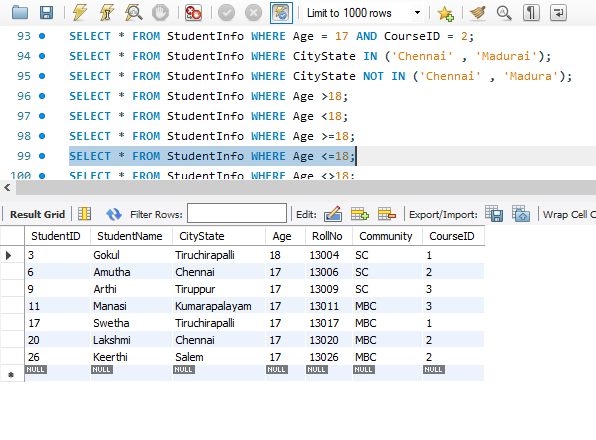 Limit to 1000 rows
93 SELECT * FROM StudentInfo WHERE Age = 17 AND CourseID = 2;
94 SELECT * FROM StudentInfo WHERE CityState IN ('Chennai' , 'Madurai');
95 SELECT * FROM StudentInfo WHERE CityState NOT IN ('Chennai' , 'Madura');
96 SELECT * FROM StudentInfo WHERE Age >18;
97 SELECT * FROM StudentInfo WHERE Age <18;
98 SELECT * FROM StudentInfo WHERE Age >=18;
99 SELECT * FROM StudentInfo WHERE Age <=18;
100 SELECT * FROM StudentInfo WHERE Age <>18;
Result Grid Filter Rows: Edit: Export/Import: Wrap Cell C
StudentID StudentName CityState Age RollNo Community CourseID
3 Gokul Tiruchirapalli 18 13004 SC 1
6 Amutha Chennai 17 13006 SC 2
9 Arthi Tiruppur 17 13009 SC 3
11 Manasi Kumarapalayam 17 13011 MBC 3
17 Swetha Tiruchirapalli 17 13017 MBC 1
20 Lakshmi Chennai 17 13020 MBC 2
26 Keerthi Salem 17 13026 MBC 2
NULL NULL NULL NULL NULL NULL NULL